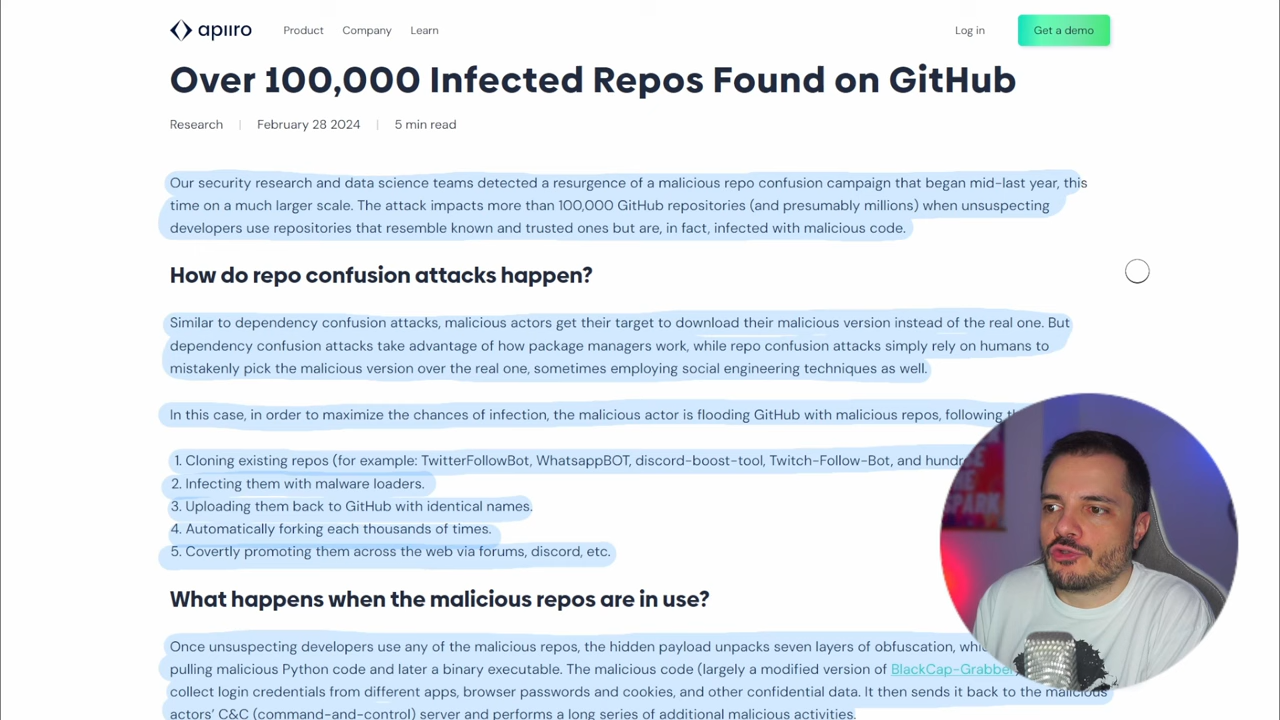 apiiro Product Company Learn Log in Get a demo
Over 100,000 Infected Repos Found on GitHub
Research | February 28 2024 | 5 min read
Our security research and data science teams detected a resurgence of a malicious repo confusion campaign that began mid-last year, this
time on a much larger scale. The attack impacts more than 100,000 GitHub repositories (and presumably millions) when unsuspecting
developers use repositories that resemble known and trusted ones but are, in fact, infected with malicious code.
How do repo confusion attacks happen?
Similar to dependency confusion attacks, malicious actors get their target to download their malicious version instead of the real one. But
dependency confusion attacks take advantage of how package managers work, while repo confusion attacks simply rely on humans to
mistakenly pick the malicious version over the real one, sometimes employing social engineering techniques as well.
In this case, in order to maximize the chances of infection, the malicious actor is flooding GitHub with malicious repos, following
1. Cloning existing repos (for example: TwitterFollowBot, WhatsappBOT, discord-boost-tool, Twitch-Follow-Bot, and
2. Infecting them with malware loaders.
3. Uploading them back to GitHub with identical names.
4. Automatically forking each thousands of times.
5. Covertly promoting them across the web via forums, discord, etc.
What happens when the malicious repos are in use?
Once unsuspecting developers use any of the malicious repos, the hidden payload unpacks seven layers of obfuscation,
pulling malicious Python code and later a binary executable. The malicious code (largely a modified version of BlackCap-Grabber
collect login credentials from different apps, browser passwords and cookies, and other confidential data. It then sends it back to the malicious
actors' C&C (command-and-control) server and performs a long series of additional malicious activities.
SPARK